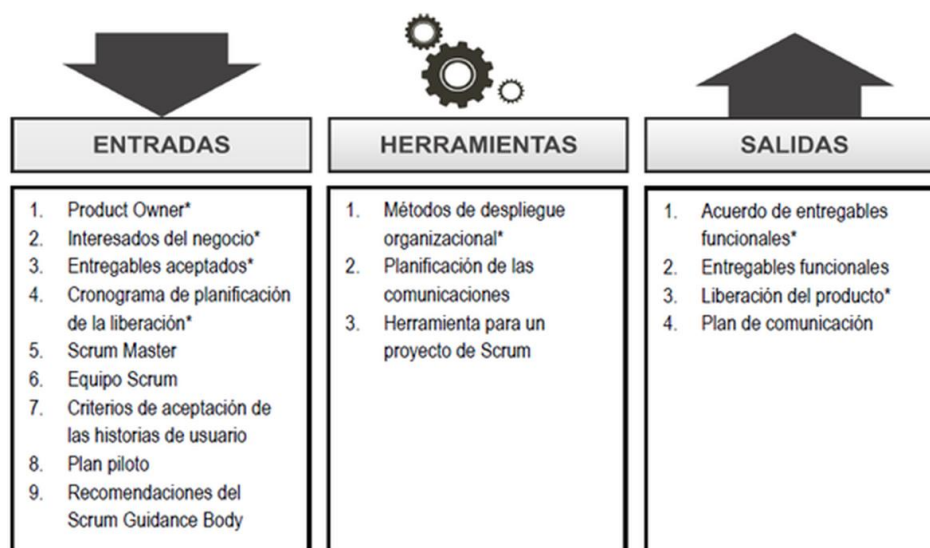 ENTRADAS
1. Product Owner*
2. Interesados del negocio*
3. Entregables aceptados*
4. Cronograma de planificación
de la liberación*
5. Scrum Master
6. Equipo Scrum
7. Criterios de aceptación de
las historias de usuario
8. Plan piloto
9. Recomendaciones del
Scrum Guidance Body
HERRAMIENTAS
1. Métodos de despliegue
organizacional*
2. Planificación de las
comunicaciones
3. Herramienta para un
proyecto de Scrum
SALIDAS
1. Acuerdo de entregables
funcionales*
2. Entregables funcionales
3. Liberación del producto*
4. Plan de comunicación